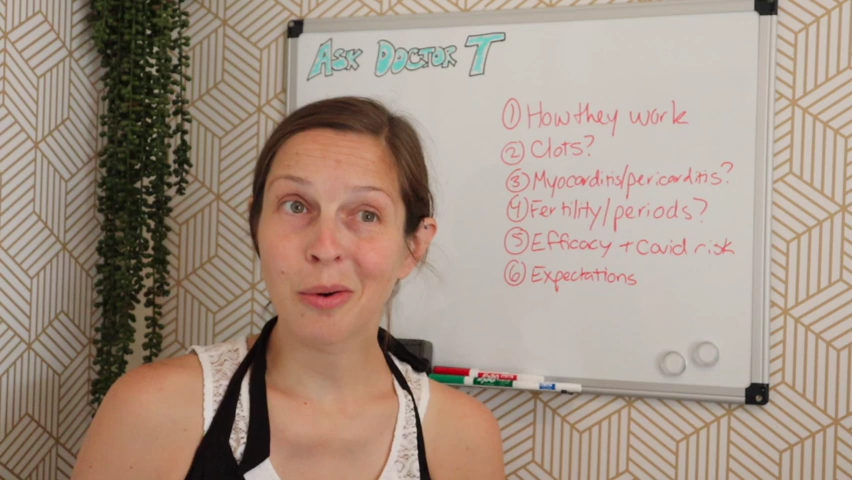 Ask Doctor T
① How they work
② Clots?
③ Myocarditis/pericarditis?
④ Fertility/periods?
⑤ Efficacy + Covid risk
⑥ Expectations